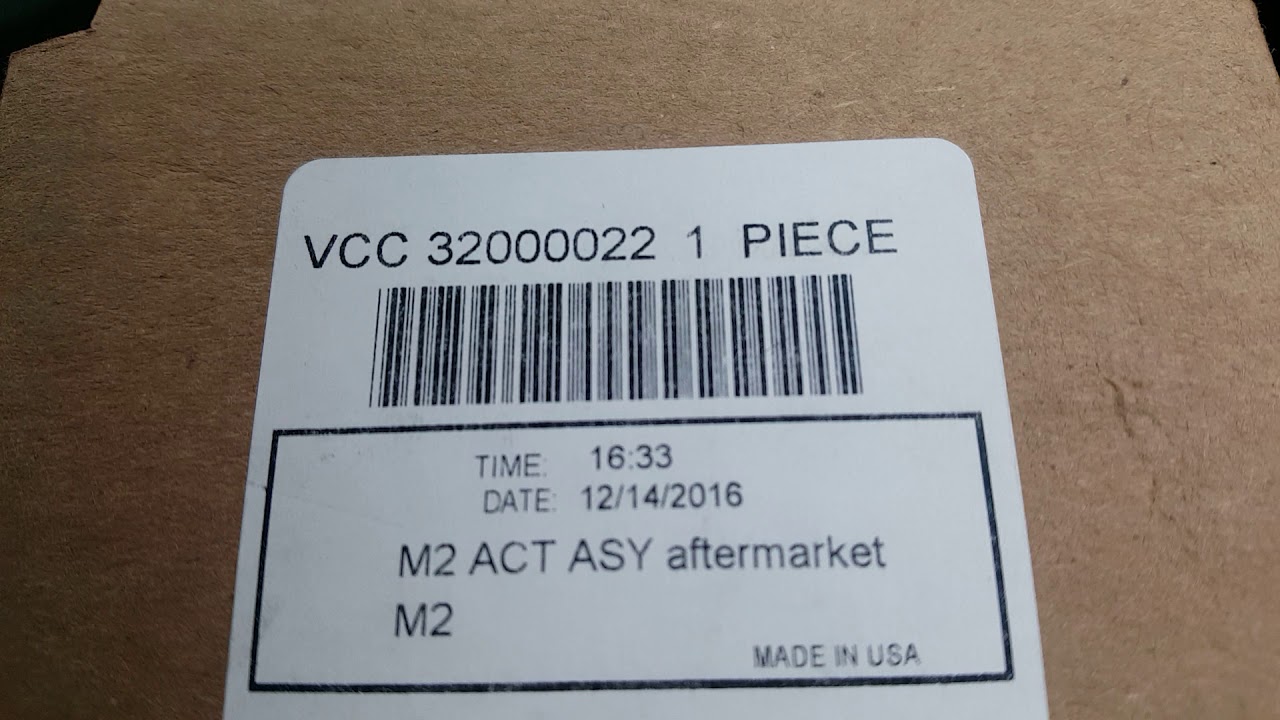 VCC 32000022 1 PIECE
TIME: 16:33
DATE: 12/14/2016
M2 ACT ASY aftermarket
M2
MADE IN USA